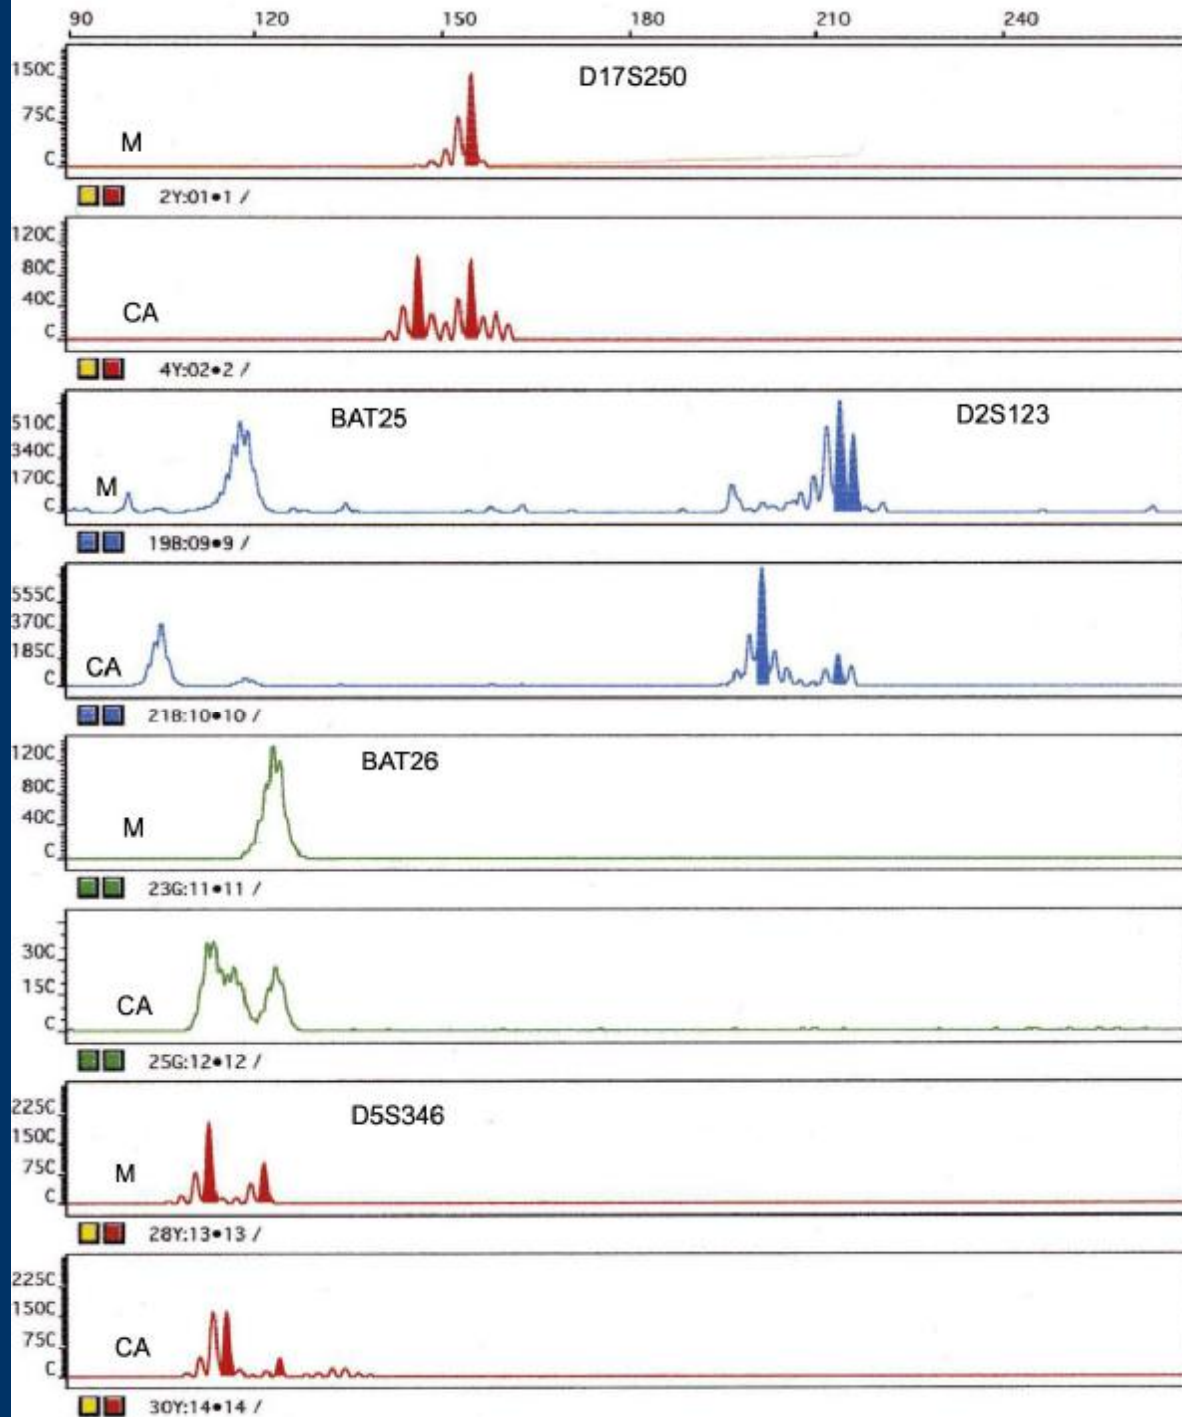 90 120 150 180 210 240
D17S250
150C
75C
M
C
2Y:01•1 /
120C
80C
40C
CA
C
4Y:02•2 /
BAT25 D2S123
510C
340C
170C
M
C
19B:09•9 /
555C
370C
185C
CA
C
21B:10•10 /
BAT26
120C
80C
40C
M
C
23G:11•11 /
30C
15C
CA
C
25G:12•12 /
D5S346
225C
150C
75C
M
C
28Y:13•13 /
225C
150C
75C
CA
C
30Y:14•14 /